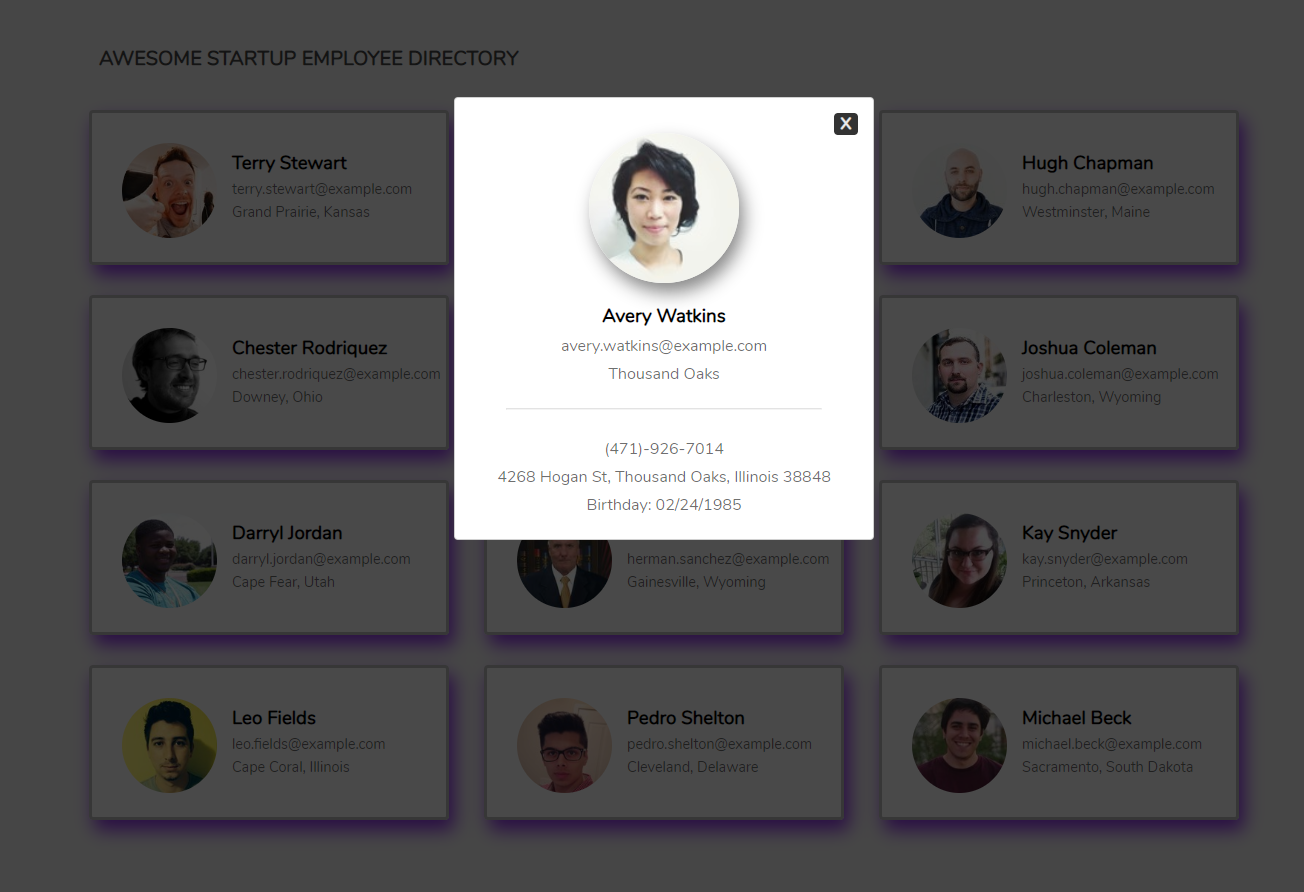 AWESOME STARTUP EMPLOYEE DIRECTORY
X
Terry Stewart
terry.stewart@example.com
Grand Prairie, Kansas
Hugh Chapman
hugh.chapman@example.com
Westminster, Maine
Avery Watkins
avery.watkins@example.com
Thousand Oaks
(471)-926-7014
4268 Hogan St, Thousand Oaks, Illinois 38848
Birthday: 02/24/1985
Chester Rodriquez
chester.rodriquez@example.com
Downey, Ohio
Joshua Coleman
joshua.coleman@example.com
Charleston, Wyoming
Darryl Jordan
darryl.jordan@example.com
Cape Fear, Utah
herman.sanchez@example.com
Gainesville, Wyoming
Kay Snyder
kay.snyder@example.com
Princeton, Arkansas
Leo Fields
leo.fields@example.com
Cape Coral, Illinois
Pedro Shelton
pedro.shelton@example.com
Cleveland, Delaware
Michael Beck
michael.beck@example.com
Sacramento, South Dakota